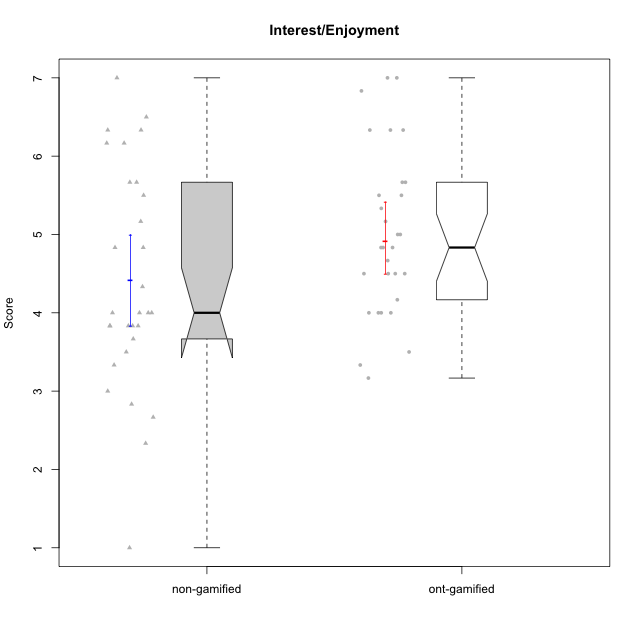 Interest/Enjoyment
Score
7
6
5
4
3
2
1
non-gamified
ont-gamified